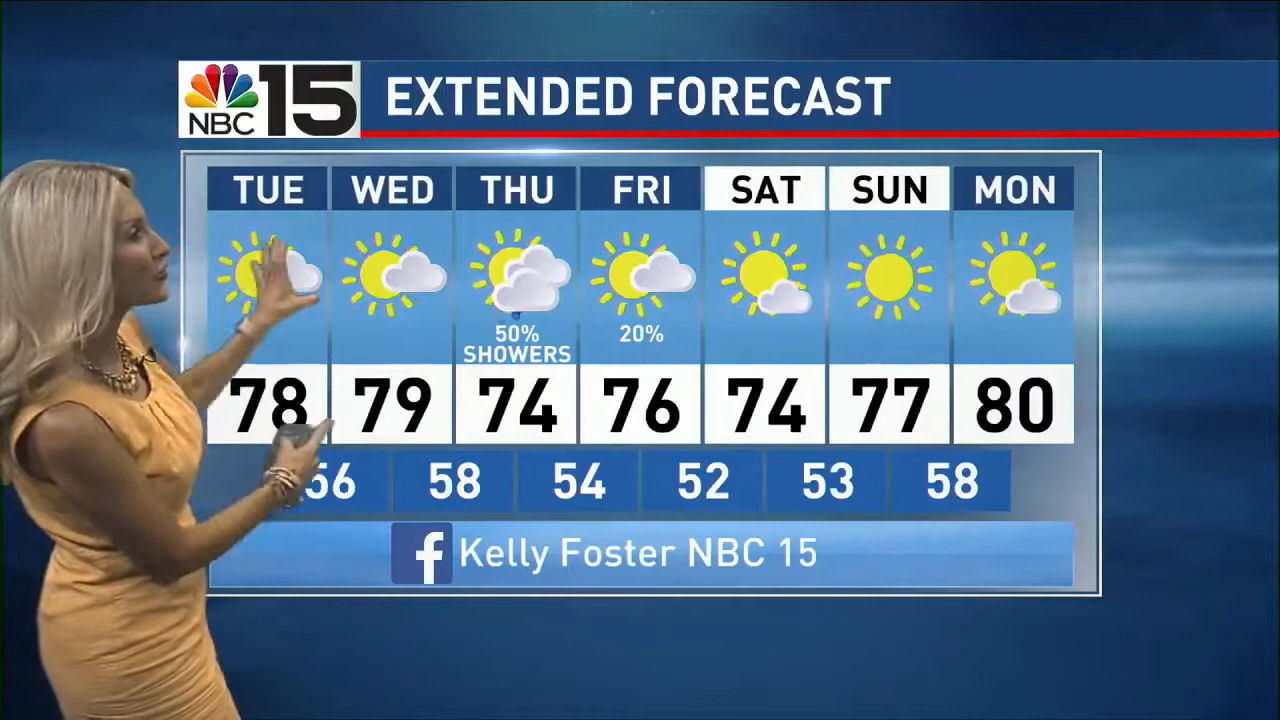 NBC 15 EXTENDED FORECAST
TUE WED THU FRI SAT SUN MON
50% 20%
SHOWERS
78 79 74 76 74 77 80
56 58 54 52 53 58
f Kelly Foster NBC 15